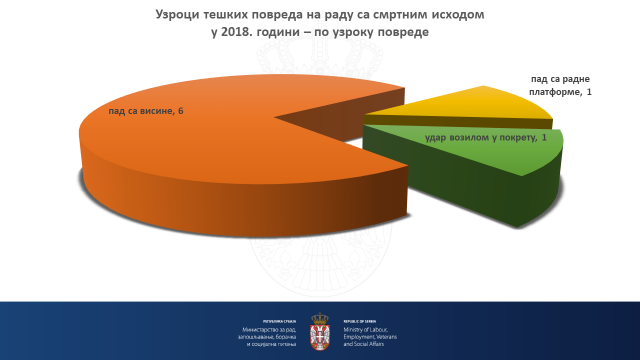 Узроци тешких повреда на раду са смртним исходом
у 2018. години – по узроку повреде
пад са радне
платформе, 1
пад са висине, 6
удар возилом у покрету, 1
РЕПУБЛИКА СРБИЈА
Министарство за рад,
запошљавање, борачка
и социјална питања
REPUBLIC OF SERBIA
Ministry of Labour,
Employment, Veterans
and Social Affairs